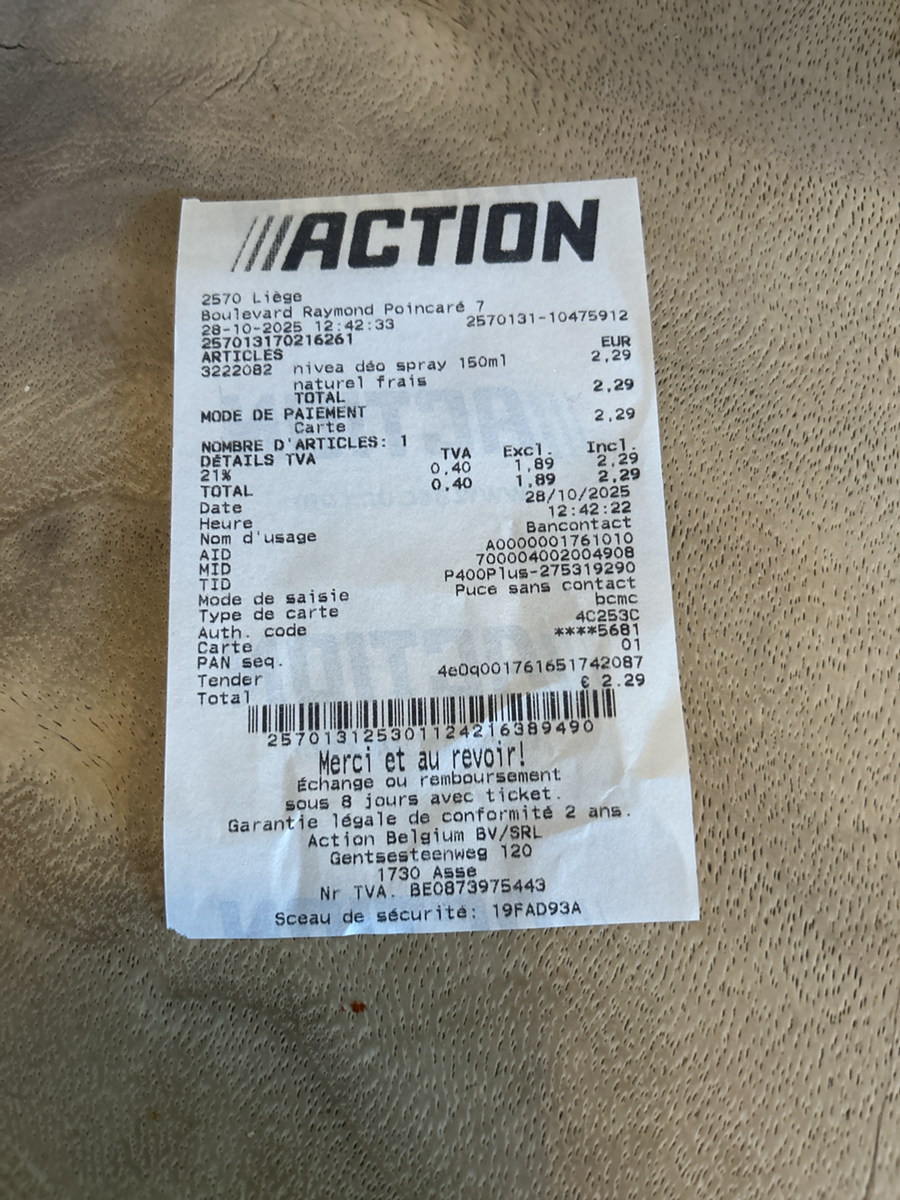 ACTION
2570 Liège
Boulevard Raymond Poincaré 7
28-10-2025 12:42:33 2570131-10475912
257013170216261 EUR
ARTICLES 2,29
3222082 nivea déo spray 150ml
naturel frais 2,29
TOTAL
MODE DE PAIEMENT 2,29
Carte
NOMBRE D'ARTICLES: 1
DÉTAILS TVA TVA Excl. Incl.
21% 0,40 1,89 2,29
TOTAL 0,40 1,89 2,29
Date 28/10/2025
Heure 12:42:22
Nom d'usage Bancontact
AID A0000001761010
MID 700004002004908
TID P400Plus-275319290
Mode de saisie Puce sans contact
Type de carte bcmc
Auth. code 4C253C
Carte ****5681
PAN seq. 01
Tender 4e0q001761651742087
Total € 2.29
257013125301124216389490
Merci et au revoir!
Échange ou remboursement
sous 8 jours avec ticket.
Garantie légale de conformité 2 ans.
Action Belgium BV/SRL
Gentsesteenweg 120
1730 Asse
Nr TVA. BE0873975443
Sceau de sécurité: 19FAD93A